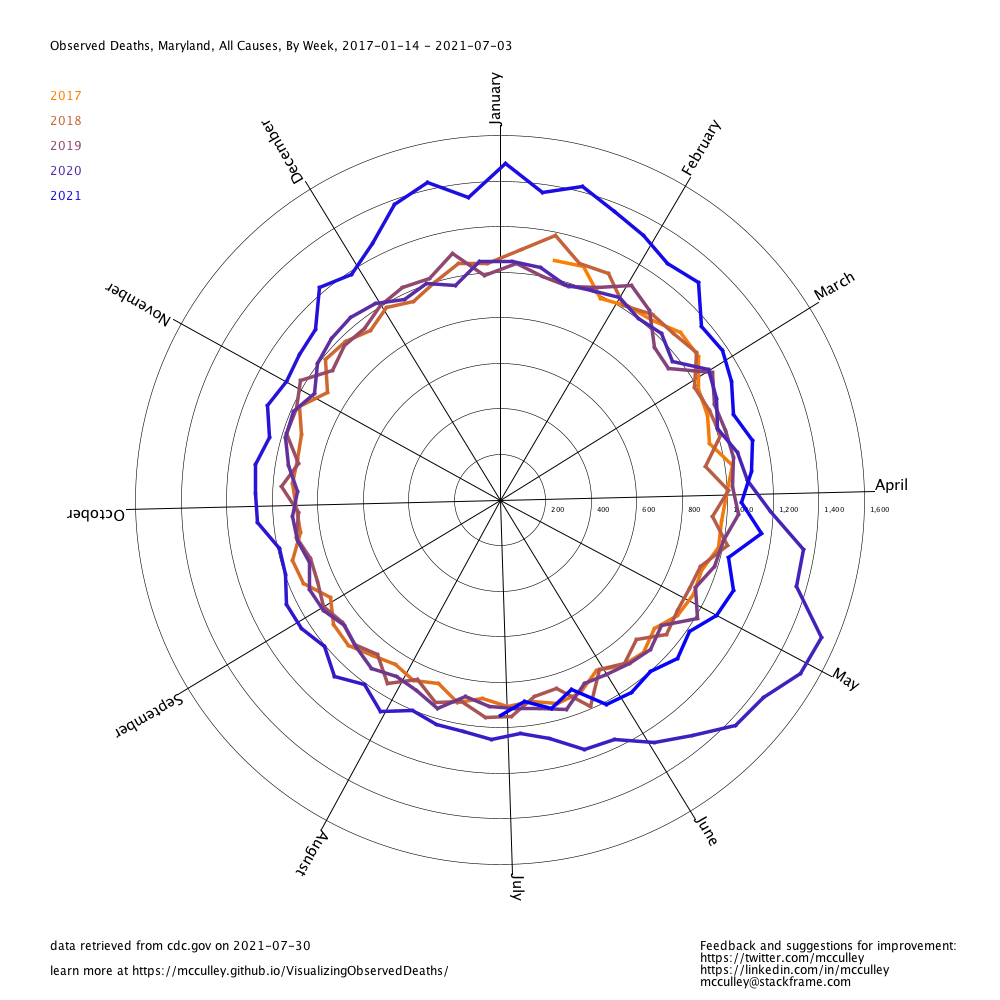 Observed Deaths, Maryland, All Causes, By Week, 2017-01-14 - 2021-07-03
2017
2018
2019
2020
2021
January
February
March
April
May
June
July
August
September
October
November
December
200
400
600
800
1,000
1,200
1,400
1,600
data retrieved from cdc.gov on 2021-07-30
learn more at https://mcculley.github.io/VisualizingObservedDeaths/
Feedback and suggestions for improvement:
https://twitter.com/mcculley
https://linkedin.com/in/mcculley
mcculley@stackframe.com